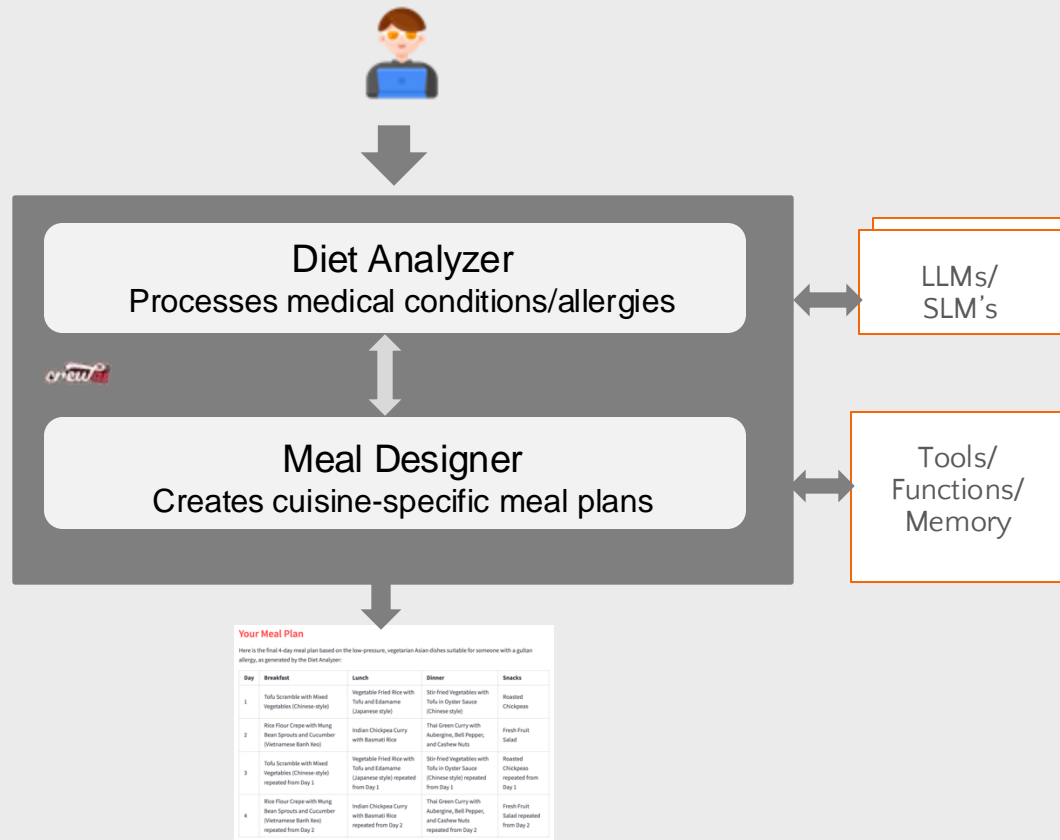 Diet Analyzer
Processes medical conditions/allergies
LLMs/
SLM's
crewai
Meal Designer
Creates cuisine-specific meal plans
Tools/
Functions/
Memory
Your Meal Plan
Here is the final 4-day meal plan based on the low-pressure, vegetarian Asian dishes suitable for someone with a gultan
allergy, as generated by the Diet Analyzer:
Day Breakfast Lunch Dinner Snacks
1
Tofu Scramble with Mixed
Vegetables (Chinese-style)
Vegetable Fried Rice with
Tofu and Edamame
(Japanese style)
Stir-fried Vegetables with
Tofu in Oyster Sauce
(Chinese style)
Roasted
Chickpeas
2
Rice Flour Crepe with Mung
Bean Sprouts and Cucumber
(Vietnamese Banh Xeo)
Indian Chickpea Curry
with Basmati Rice
Thai Green Curry with
Aubergine, Bell Pepper,
and Cashew Nuts
Fresh Fruit
Salad
3
Tofu Scramble with Mixed
Vegetables (Chinese-style)
repeated from Day 1
Vegetable Fried Rice with
Tofu and Edamame
(Japanese style) repeated
from Day 1
Stir-fried Vegetables with
Tofu in Oyster Sauce
(Chinese style) repeated
from Day 1
Roasted
Chickpeas
repeated from
Day 1
4
Rice Flour Crepe with Mung
Bean Sprouts and Cucumber
(Vietnamese Banh Xeo)
repeated from Day 2
Indian Chickpea Curry
with Basmati Rice
repeated from Day 2
Thai Green Curry with
Aubergine, Bell Pepper,
and Cashew Nuts
repeated from Day 2
Fresh Fruit
Salad repeated
from Day 2